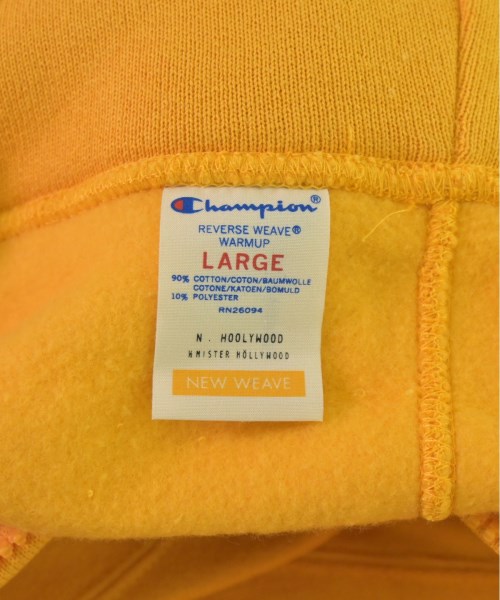 Champion®
REVERSE WEAVE®
WARMUP
LARGE
90% COTTON/COTON/BAUMWOLLE
COTONE/KATOEN/BOMULD
10% POLYESTER
RN26094
N. HOOLYWOOD
NMISTER HOLLYWOOD
NEW WEAVE